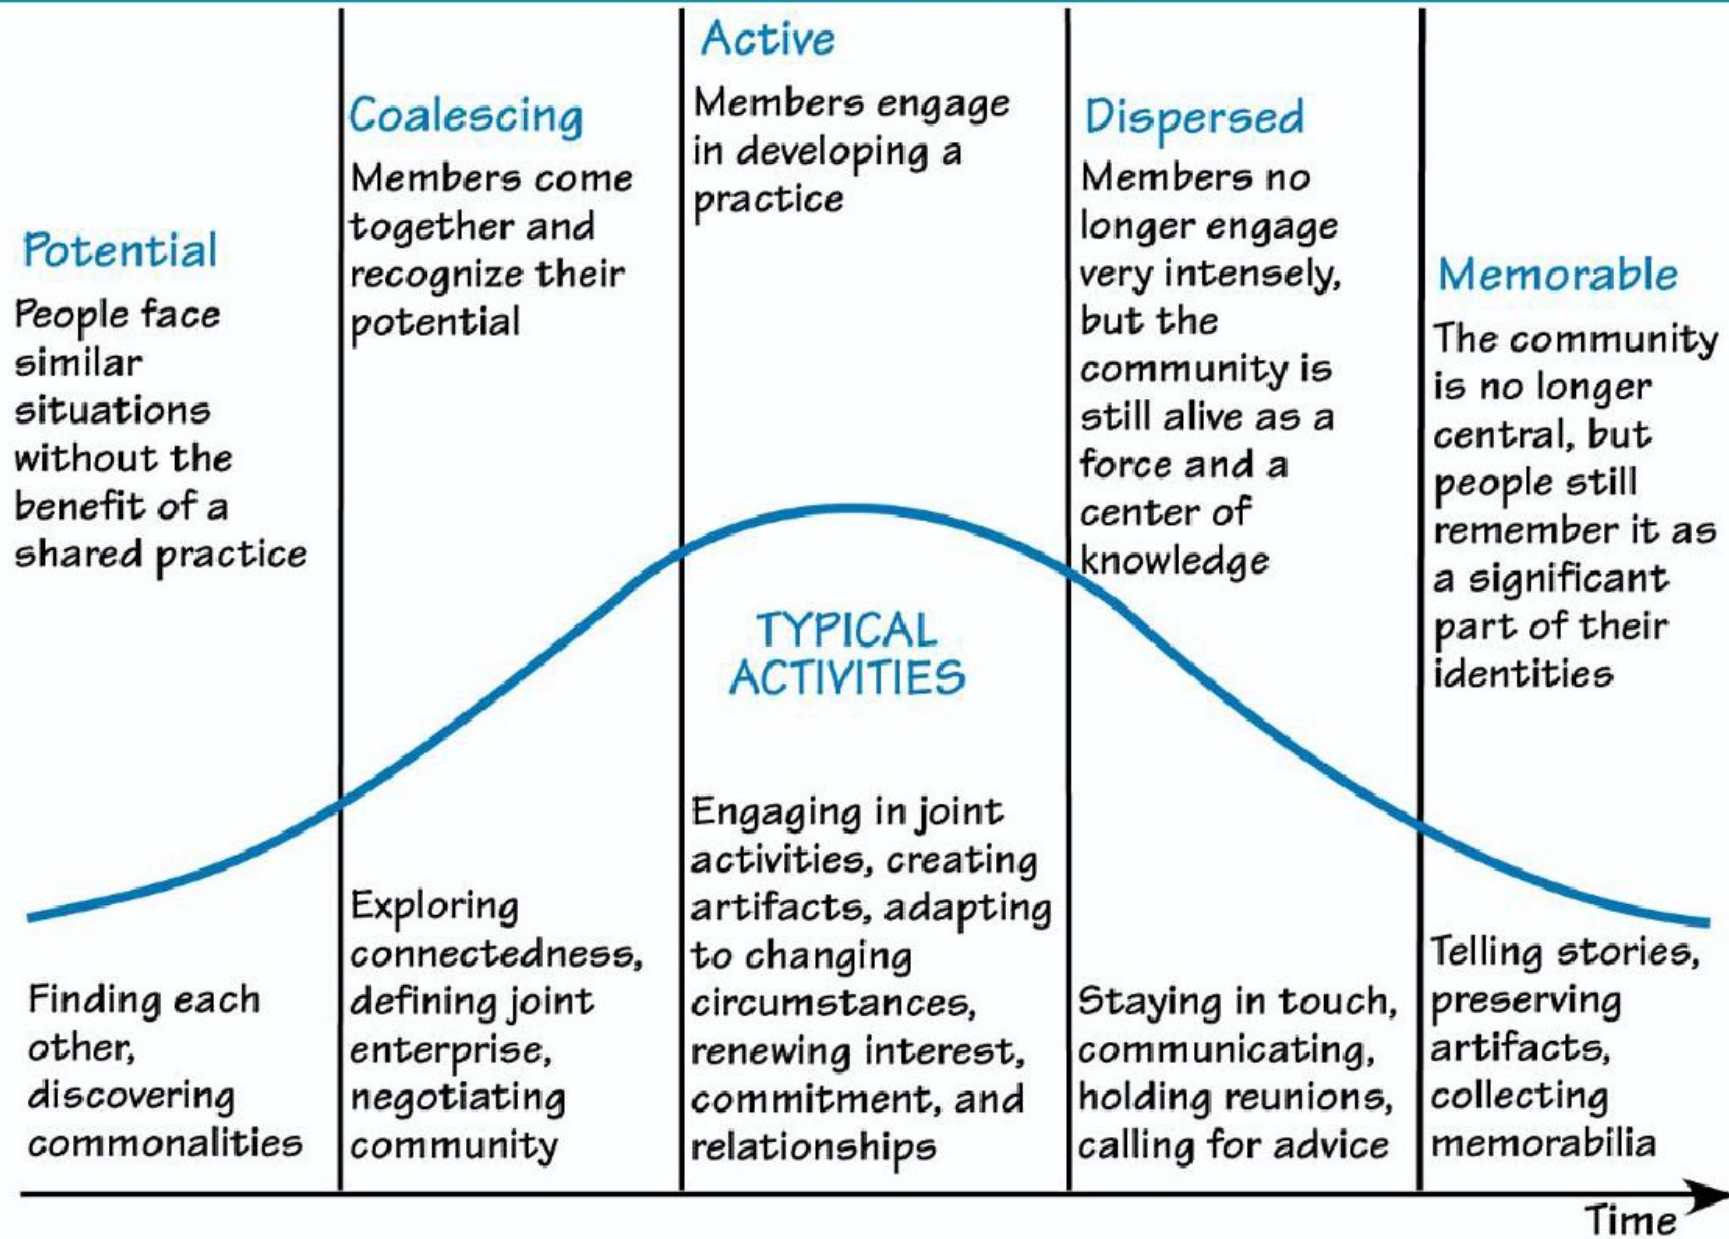 Potential
People face
similar
situations
without the
benefit of a
shared practice
Finding each
other,
discovering
commonalities
Coalescing
Members come
together and
recognize their
potential
Exploring
connectedness,
defining joint
enterprise,
negotiating
community
Active
Members engage
in developing a
practice
TYPICAL
ACTIVITIES
Engaging in joint
activities, creating
artifacts, adapting
to changing
circumstances,
renewing interest,
commitment, and
relationships
Dispersed
Members no
longer engage
very intensely,
but the
community is
still alive as a
force and a
center of
knowledge
Staying in touch,
communicating,
holding reunions,
calling for advice
Memorable
The community
is no longer
central, but
people still
remember it as
a significant
part of their
identities
Telling stories,
preserving
artifacts,
collecting
memorabilia
Time